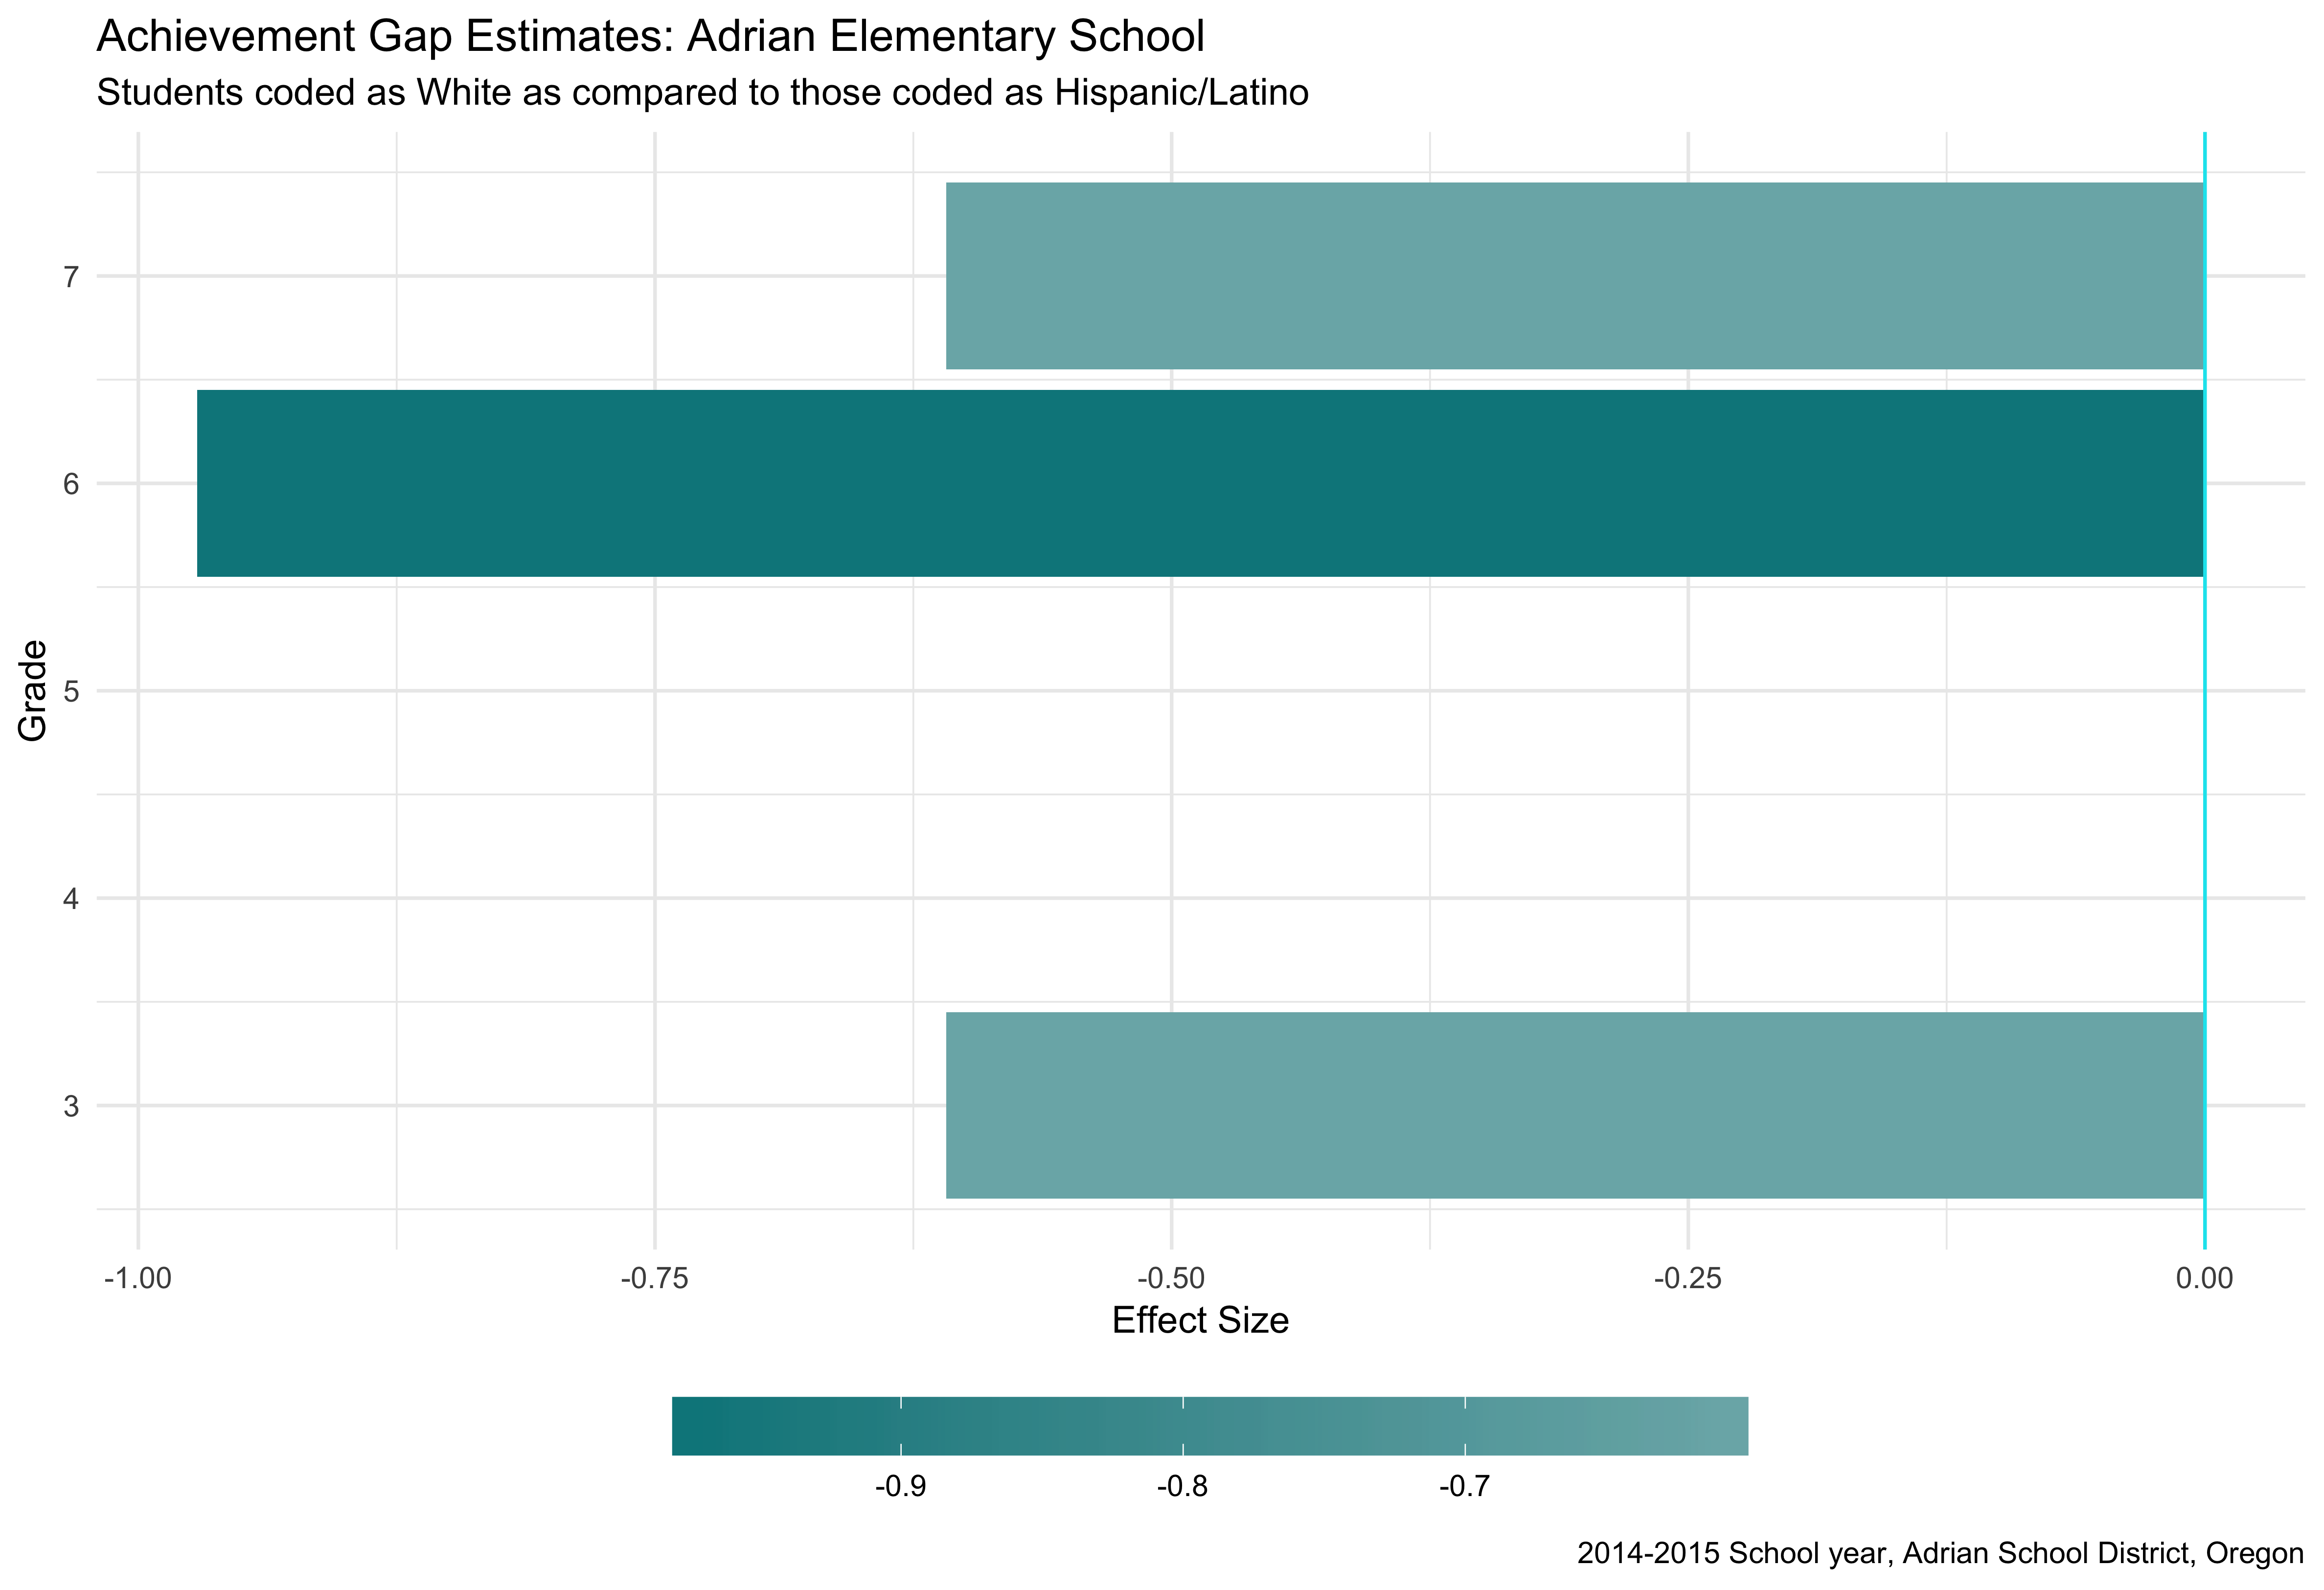 Achievement Gap Estimates: Adrian Elementary School
Students coded as White as compared to those coded as Hispanic/Latino
7
6
5
4
3
Grade
-1.00 -0.75 -0.50 -0.25 0.00
Effect Size
-0.9 -0.8 -0.7
2014-2015 School year, Adrian School District, Oregon